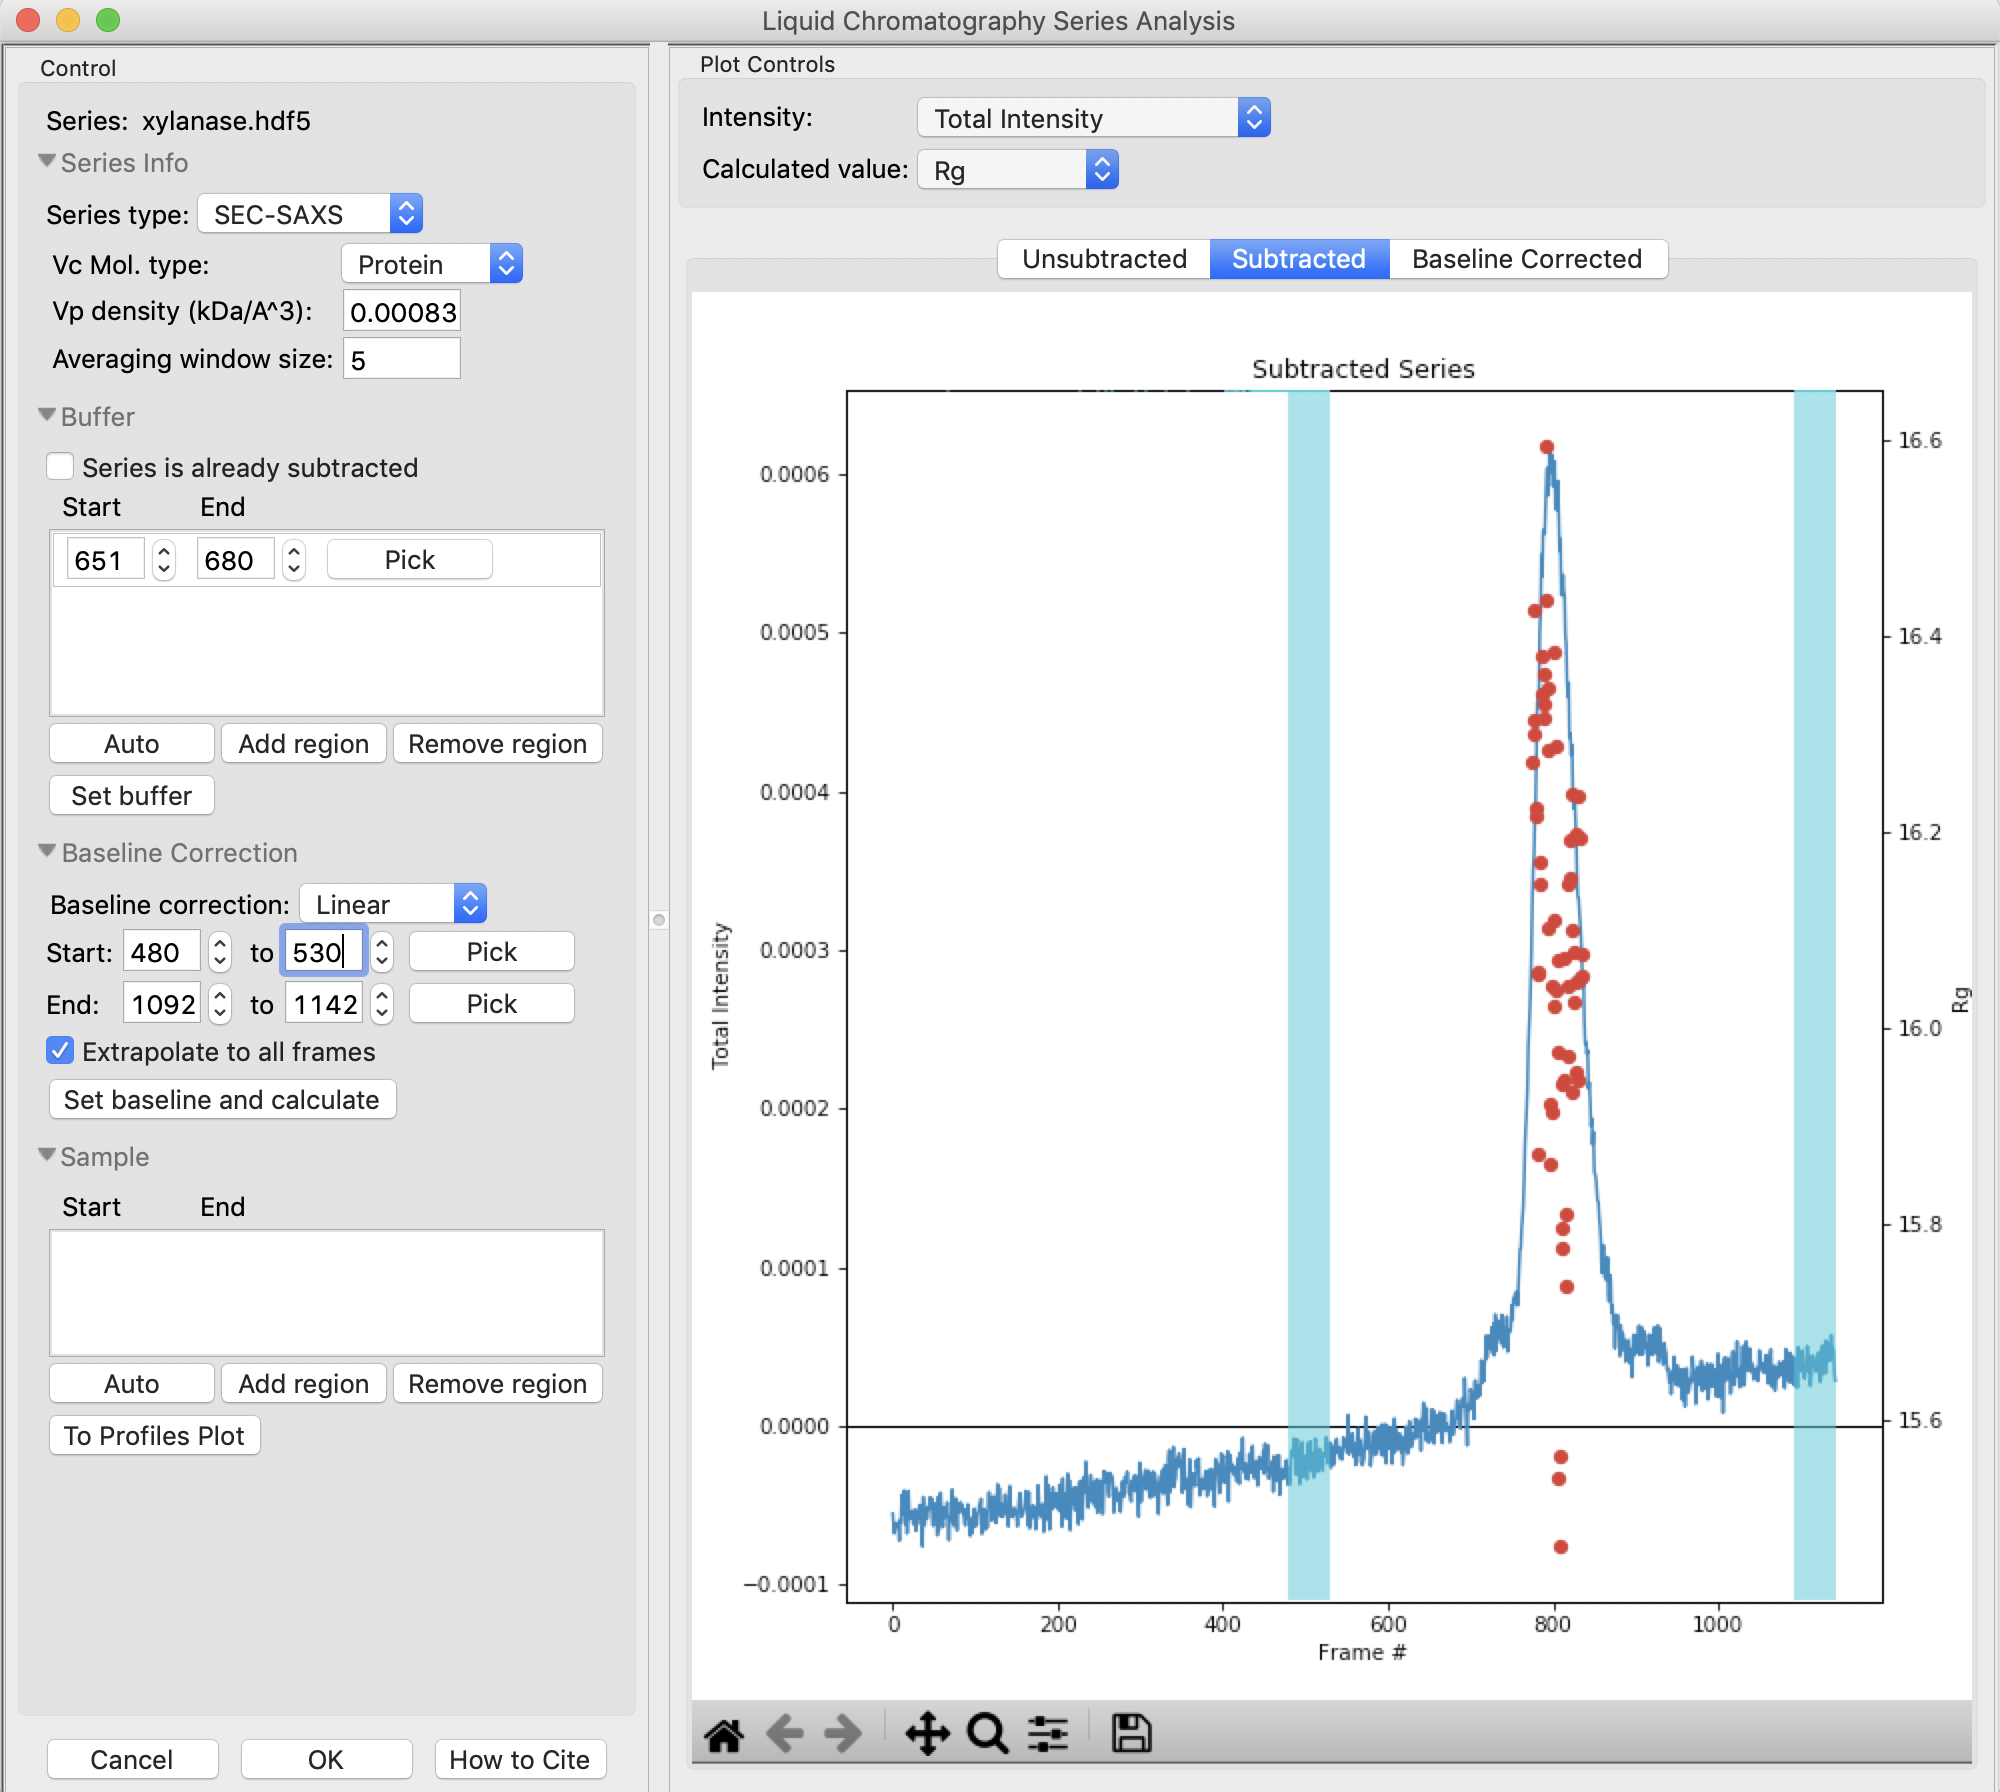 Liquid Chromatography Series Analysis
Control
Series: xylanase.hdf5
Series Info
Series type: SEC-SAXS
Vc Mol. type: Protein
Vp density (kDa/A^3): 0.00083
Averaging window size: 5
Buffer
Series is already subtracted
Start End
651 680 Pick
Auto Add region Remove region
Set buffer
Baseline Correction
Baseline correction: Linear
Start: 480 to 530 Pick
End: 1092 to 1142 Pick
Extrapolate to all frames
Set baseline and calculate
Sample
Start End
Auto Add region Remove region
To Profiles Plot
Cancel OK How to Cite
Plot Controls
Intensity: Total Intensity
Calculated value: Rg
Unsubtracted Subtracted Baseline Corrected
Subtracted Series
0.0006
0.0005
0.0004
0.0003
0.0002
0.0001
0.0000
−0.0001
Total Intensity
16.6
16.4
16.2
16.0
15.8
15.6
Rg
0 200 400 600 800 1000
Frame #